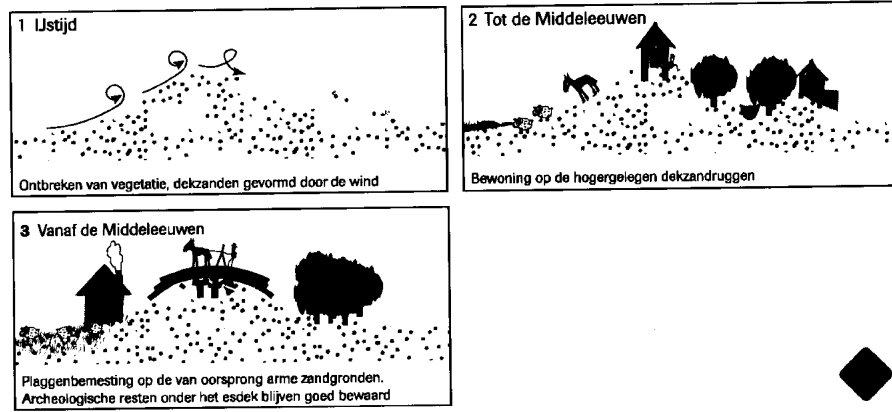 1 IJstijd
Ontbreken van vegetatie, dekzanden gevormd door de wind
2 Tot de Middeleeuwen
Bewoning op de hogergelegen dekzandruggen
3 Vanaf de Middeleeuwen
Plaggenbemesting op de van oorsprong arme zandgronden.
Archeologische resten onder het esdek blijven goed bewaard